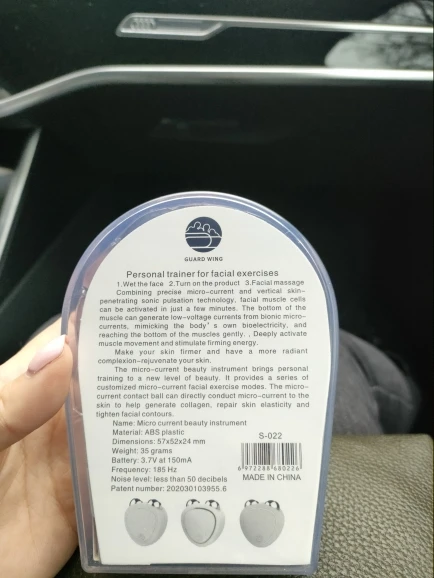 GUARD WING
Personal trainer for facial exercises
1.Wet the face 2.Turn on the product 3.Facial massage
Combining precise micro-current and vertical skin-
penetrating sonic pulsation technology, facial muscle cells
can be activated in just a few minutes. The bottom of the
muscle can generate low-voltage currents from bionic micro-
currents, mimicking the body's own bioelectricity, and
reaching the bottom of the muscles gently. . Deeply activate
muscle movement and stimulate firming energy.
Make your skin firmer and have a more radiant
complexion-rejuvenate your skin.
The micro-current beauty instrument brings personal
training to a new level of beauty. It provides a series of
customized micro-current facial exercise modes. The micro-
current contact ball can directly conduct micro-current to the
skin to help generate collagen, repair skin elasticity and
tighten facial contours.
Name: Micro current beauty instrument
Material: ABS plastic
Dimensions: 57x52x24 mm
Weight: 35 grams
Battery: 3.7V at 150mA
Frequency: 185 Hz
Noise level: less than 50 decibels
Patent number: 202030103955.6
S-022
6 972288 680226
MADE IN CHINA